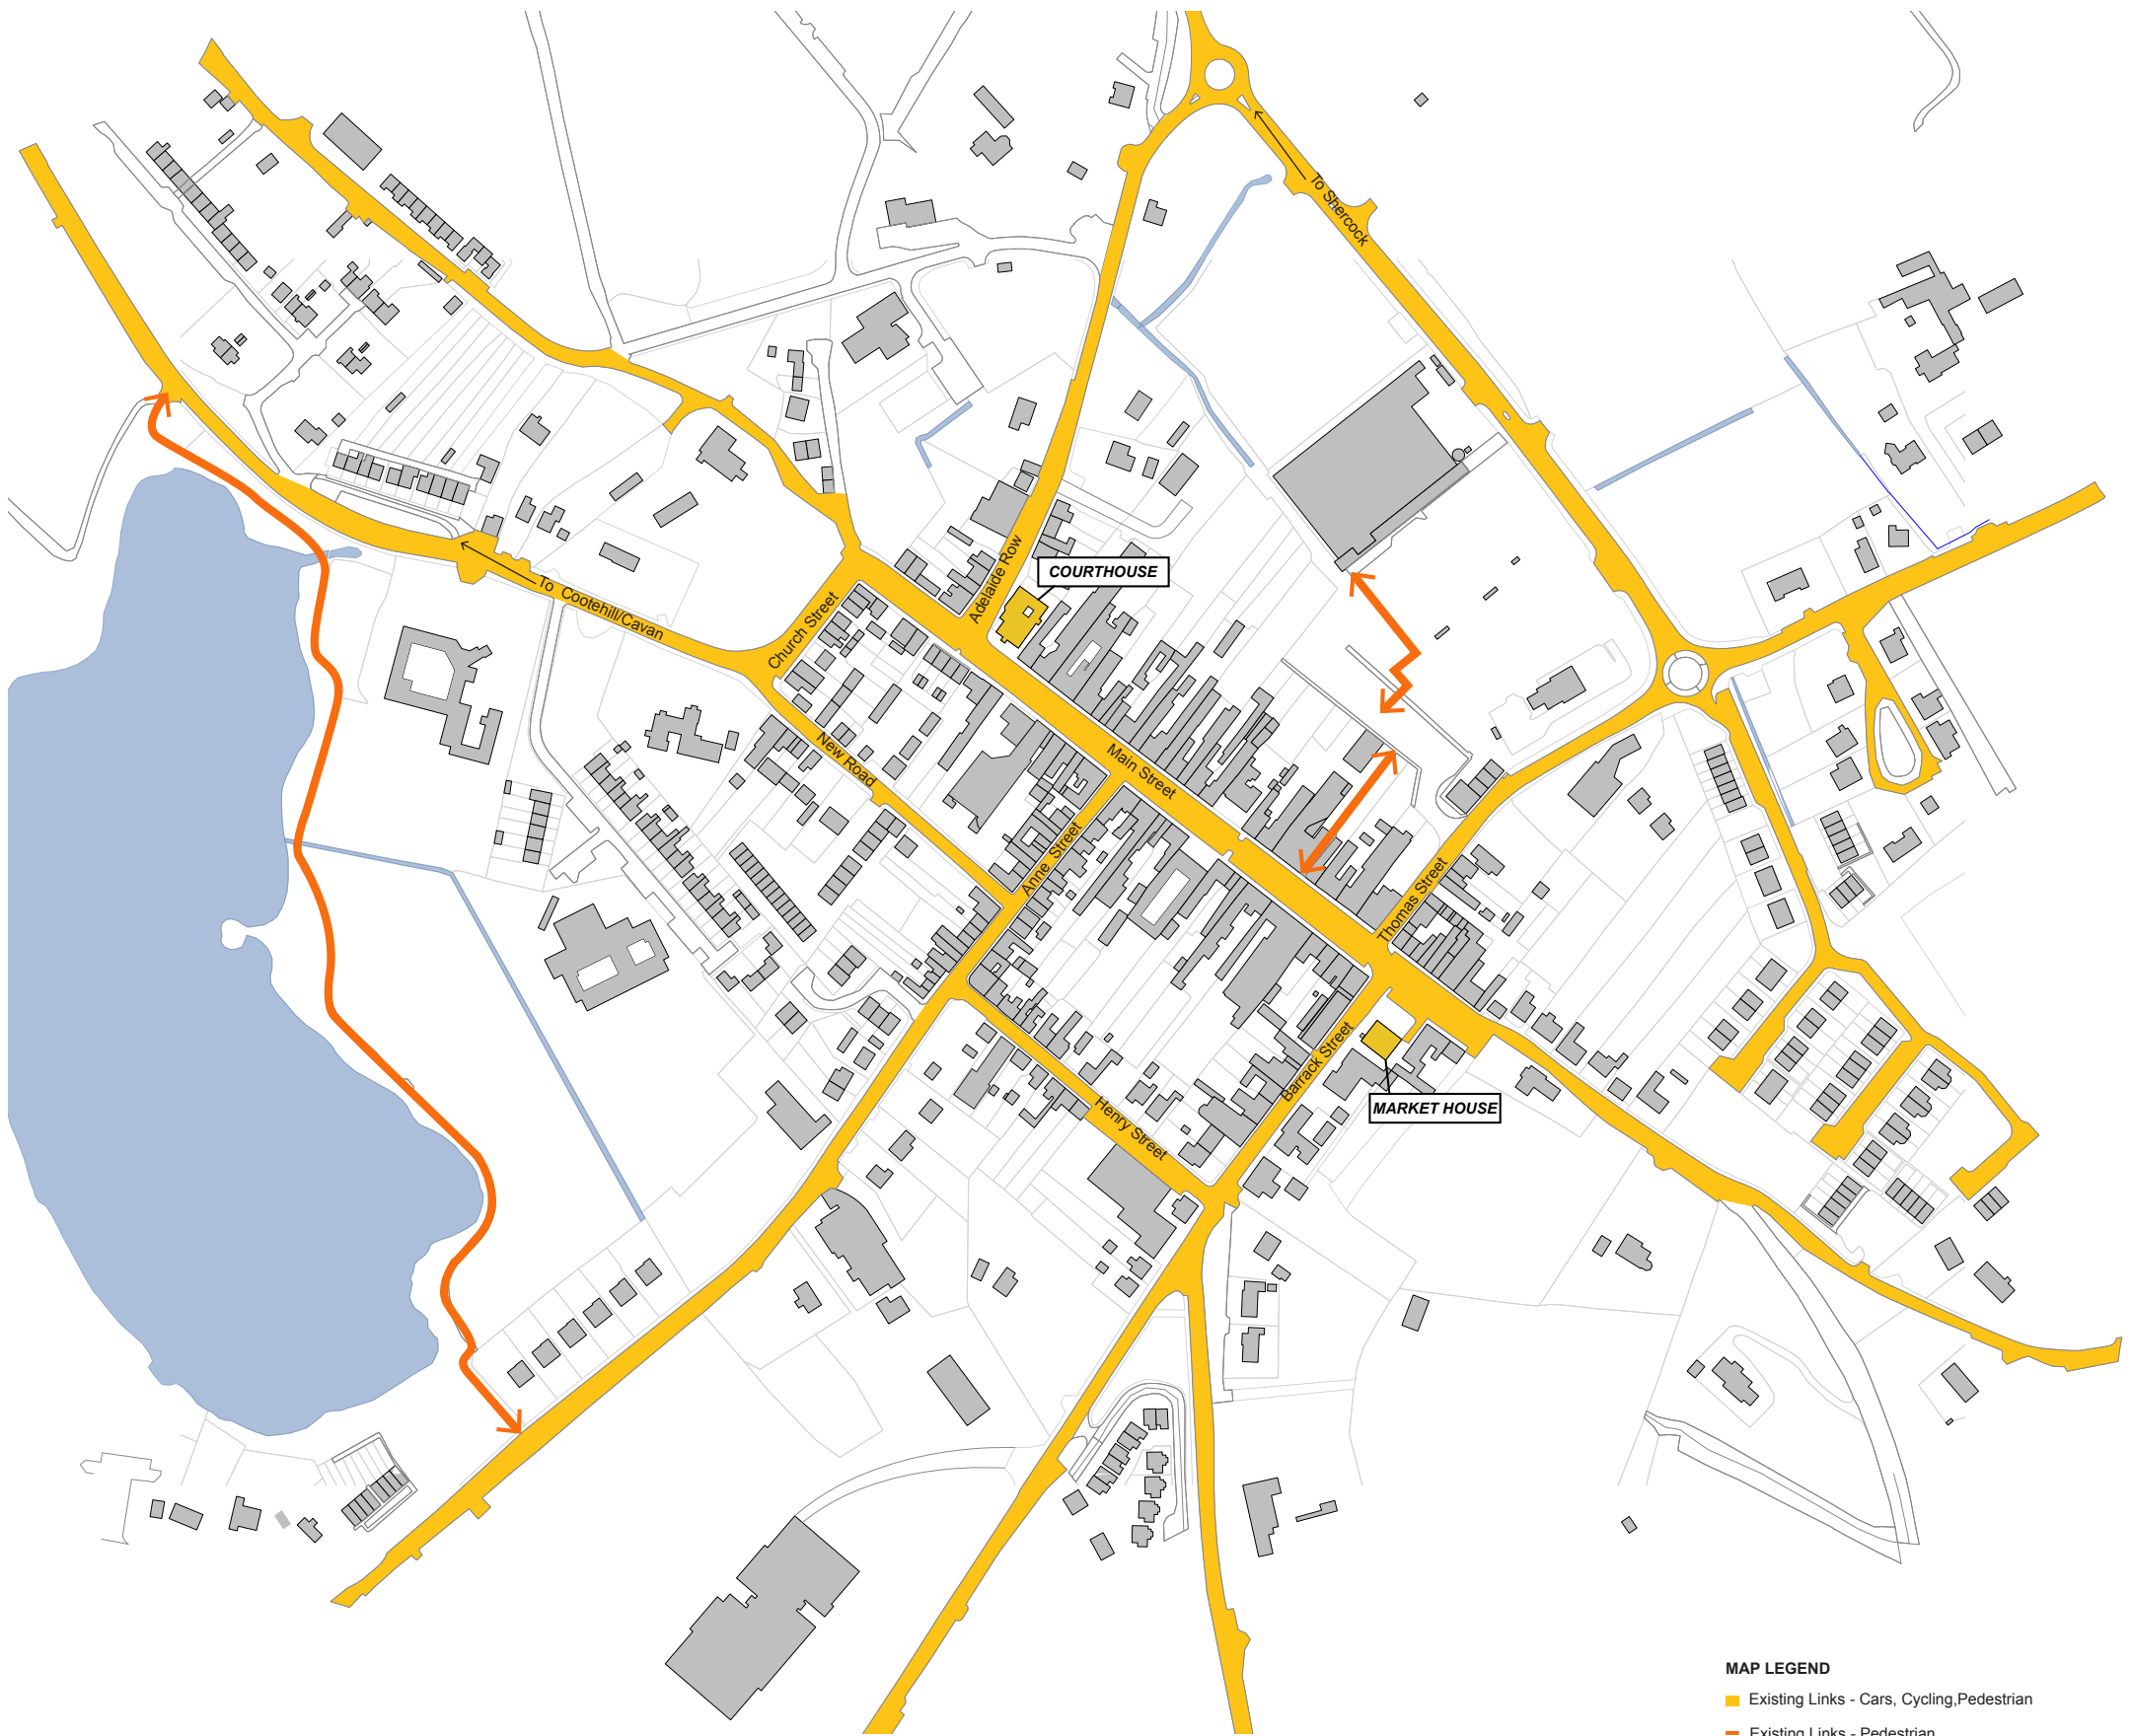 To Shercock
Adelaide Row
COURTHOUSE
To Cootehill/Cavan
Church Street
New Road
Main Street
Anne Street
Thomas Street
Barrack Street
MARKET HOUSE
Henry Street
MAP LEGEND
Existing Links - Cars, Cycling,Pedestrian
Existing Links - Pedestrian